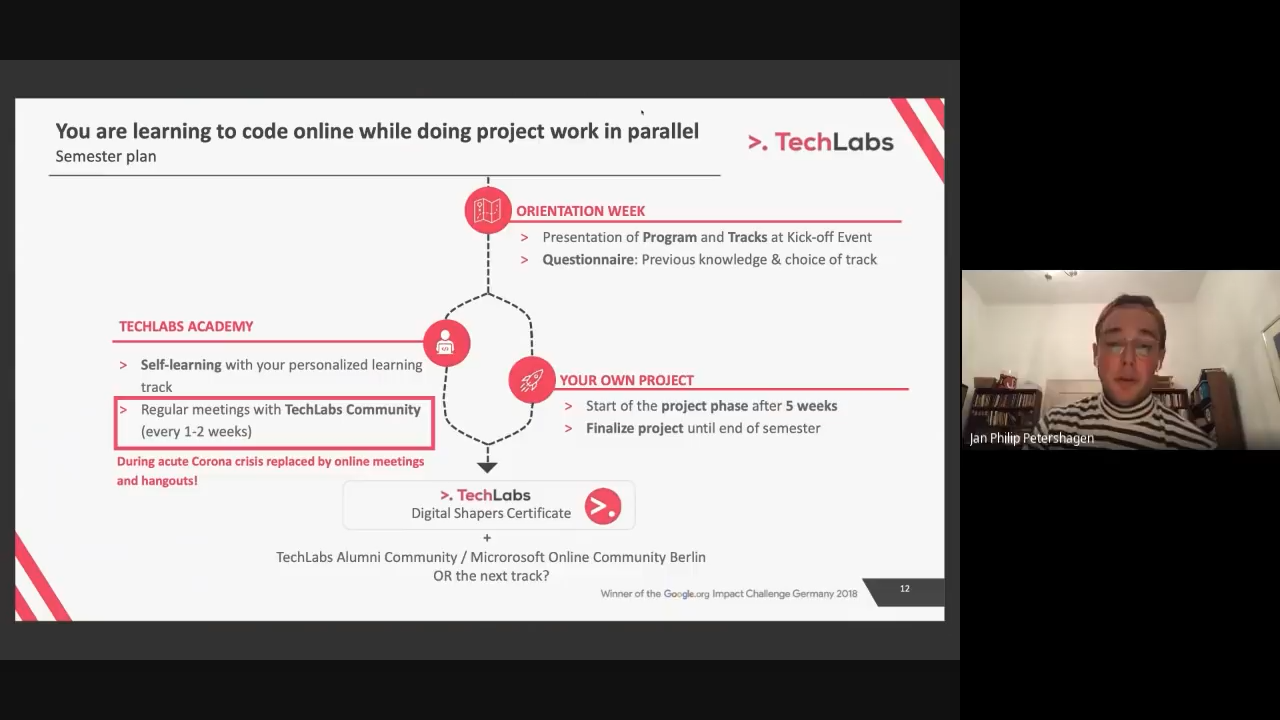 You are learning to code online while doing project work in parallel
Semester plan
>. TechLabs
ORIENTATION WEEK
> Presentation of Program and Tracks at Kick-off Event
> Questionnaire: Previous knowledge & choice of track
TECHLABS ACADEMY
> Self-learning with your personalized learning
track
> Regular meetings with TechLabs Community
(every 1-2 weeks)
During acute Corona crisis replaced by online meetings
and hangouts!
YOUR OWN PROJECT
> Start of the project phase after 5 weeks
> Finalize project until end of semester
>. TechLabs
Digital Shapers Certificate
>.
+
TechLabs Alumni Community / Microrosoft Online Community Berlin
OR the next track?
Winner of the Google.org Impact Challenge Germany 2018
12
Jan Philip Petershagen